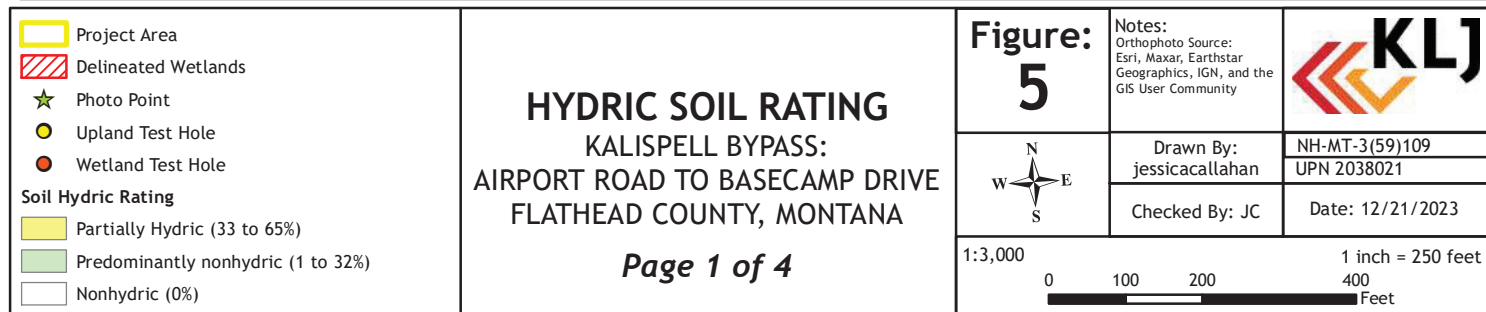 Project Area
Delineated Wetlands
Photo Point
Upland Test Hole
Wetland Test Hole
Soil Hydric Rating
Partially Hydric (33 to 65%)
Predominantly nonhydric (1 to 32%)
Nonhydric (0%)
HYDRIC SOIL RATING
KALISPELL BYPASS:
AIRPORT ROAD TO BASECAMP DRIVE
FLATHEAD COUNTY, MONTANA
Page 1 of 4
Figure:
5
Notes:
Orthophoto Source:
Esri, Maxar, Earthstar
Geographics, IGN, and the
GIS User Community
KLJ
N
W E
S
Drawn By:
jessicacallahan
NH-MT-3(59)109
UPN 2038021
Checked By: JC
Date: 12/21/2023
1:3,000
1 inch = 250 feet
0 100 200 400
Feet